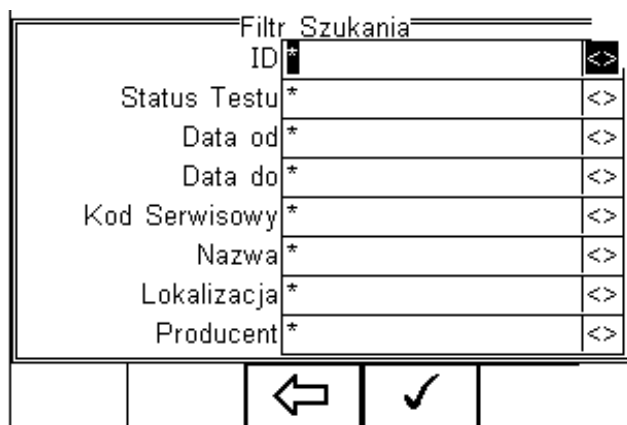 Filtr Szukania
ID * <>
Status Testu * <>
Data od * <>
Data do * <>
Kod Serwisowy * <>
Nazwa * <>
Lokalizacja * <>
Producent * <>